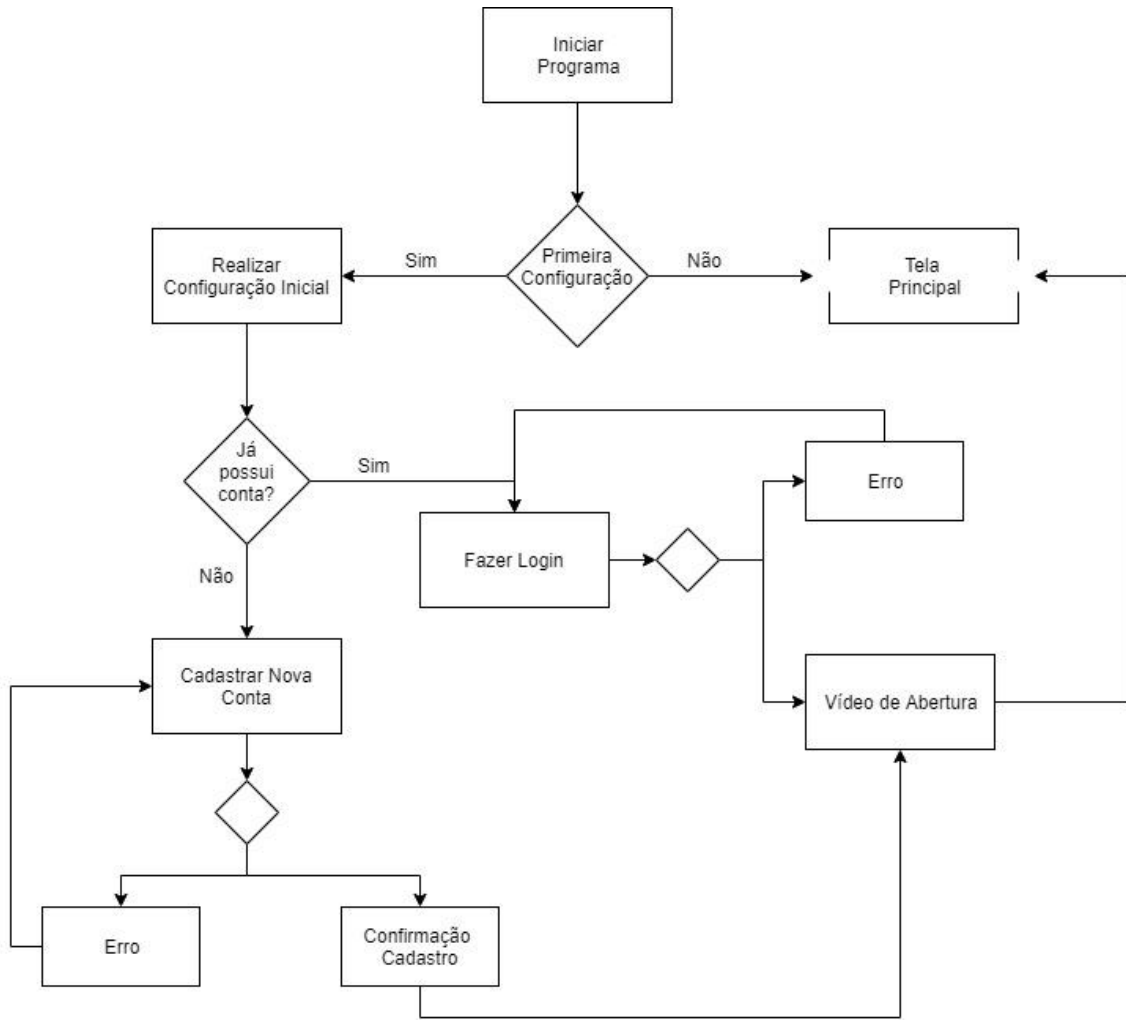 Iniciar
Programa
Realizar
Configuração Inicial
Sim
Primeira
Configuração
Não
Tela
Principal
Já
possui
conta?
Sim
Erro
Fazer Login
Não
Cadastrar Nova
Conta
Vídeo de Abertura
Erro
Confirmação
Cadastro